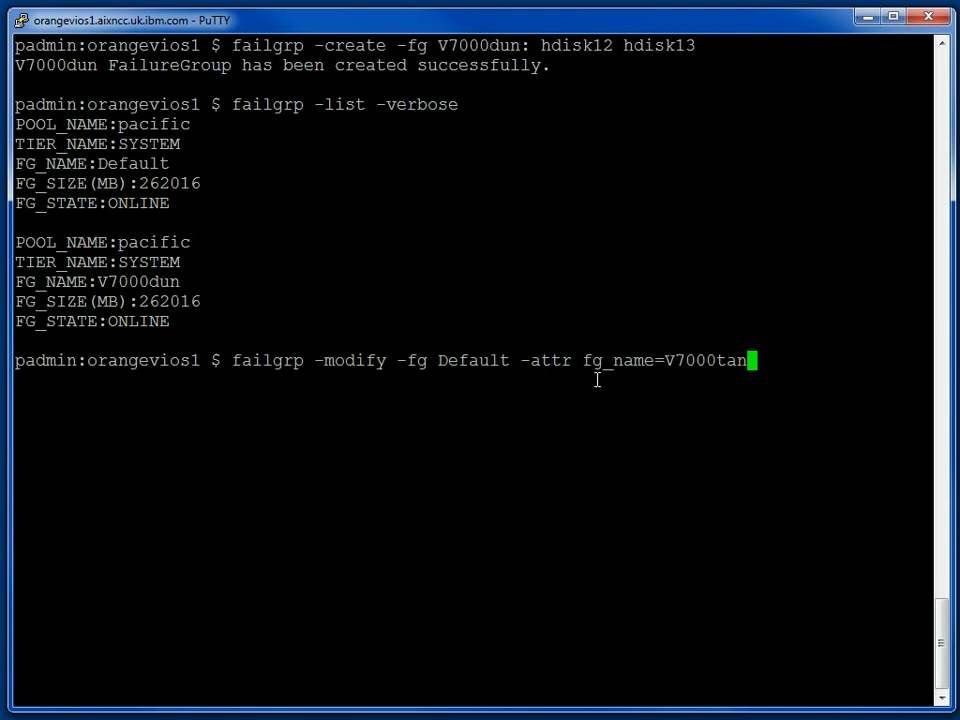 orangevios1.aixncc.uk.ibm.com - PuTTY
padmin:orangevios1 $ failgrp -create -fg V7000dun: hdisk12 hdisk13
V7000dun FailureGroup has been created successfully.
padmin:orangevios1 $ failgrp -list -verbose
POOL_NAME:pacific
TIER_NAME:SYSTEM
FG_NAME:Default
FG_SIZE(MB):262016
FG_STATE:ONLINE
POOL_NAME:pacific
TIER_NAME:SYSTEM
FG_NAME:V7000dun
FG_SIZE(MB):262016
FG_STATE:ONLINE
padmin:orangevios1 $ failgrp -modify -fg Default -attr fg_name=V7000tan